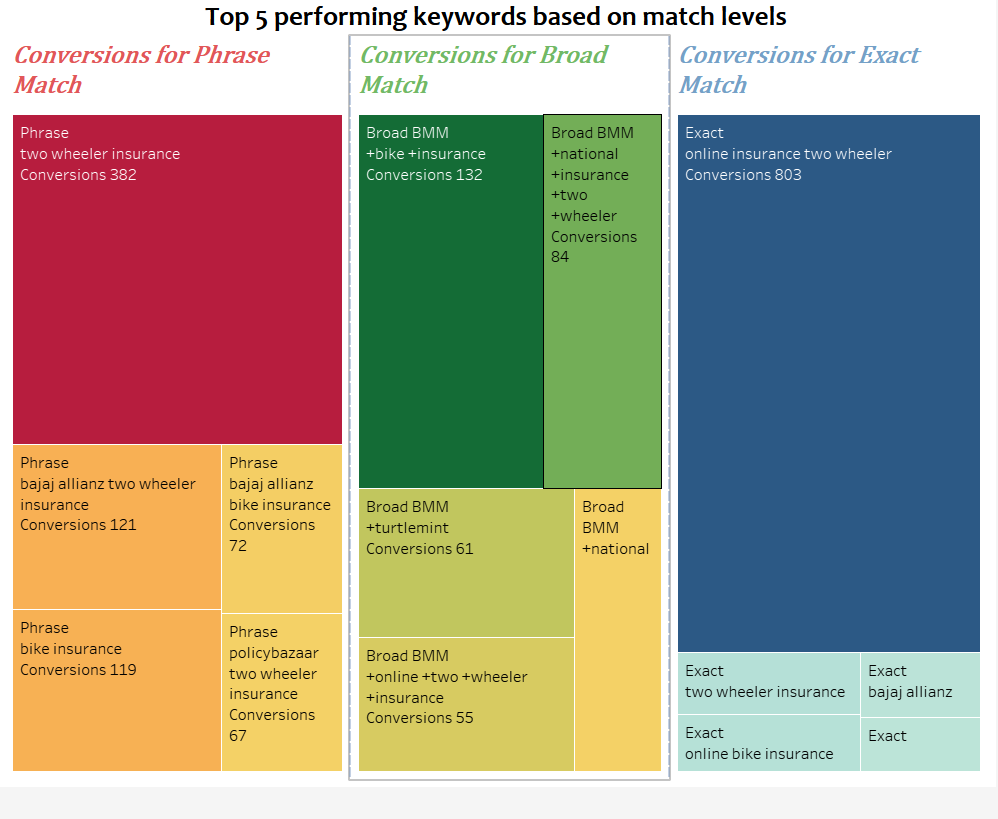 Top 5 performing keywords based on match levels
Conversions for Phrase
Match
Phrase
two wheeler insurance
Conversions 382
Phrase
bajaj allianz two wheeler
insurance
Conversions 121
Phrase
bajaj allianz
bike insurance
Conversions
72
Phrase
bike insurance
Conversions 119
Phrase
policybazaar
two wheeler
insurance
Conversions
67
Conversions for Broad
Match
Broad BMM
+bike +insurance
Conversions 132
Broad BMM
+national
+insurance
+two
+wheeler
Conversions
84
Broad BMM
+turtlemint
Conversions 61
Broad
BMM
+national
Broad BMM
+online +two +wheeler
+insurance
Conversions 55
Conversions for Exact
Match
Exact
online insurance two wheeler
Conversions 803
Exact
two wheeler insurance
Exact
bajaj allianz
Exact
online bike insurance
Exact